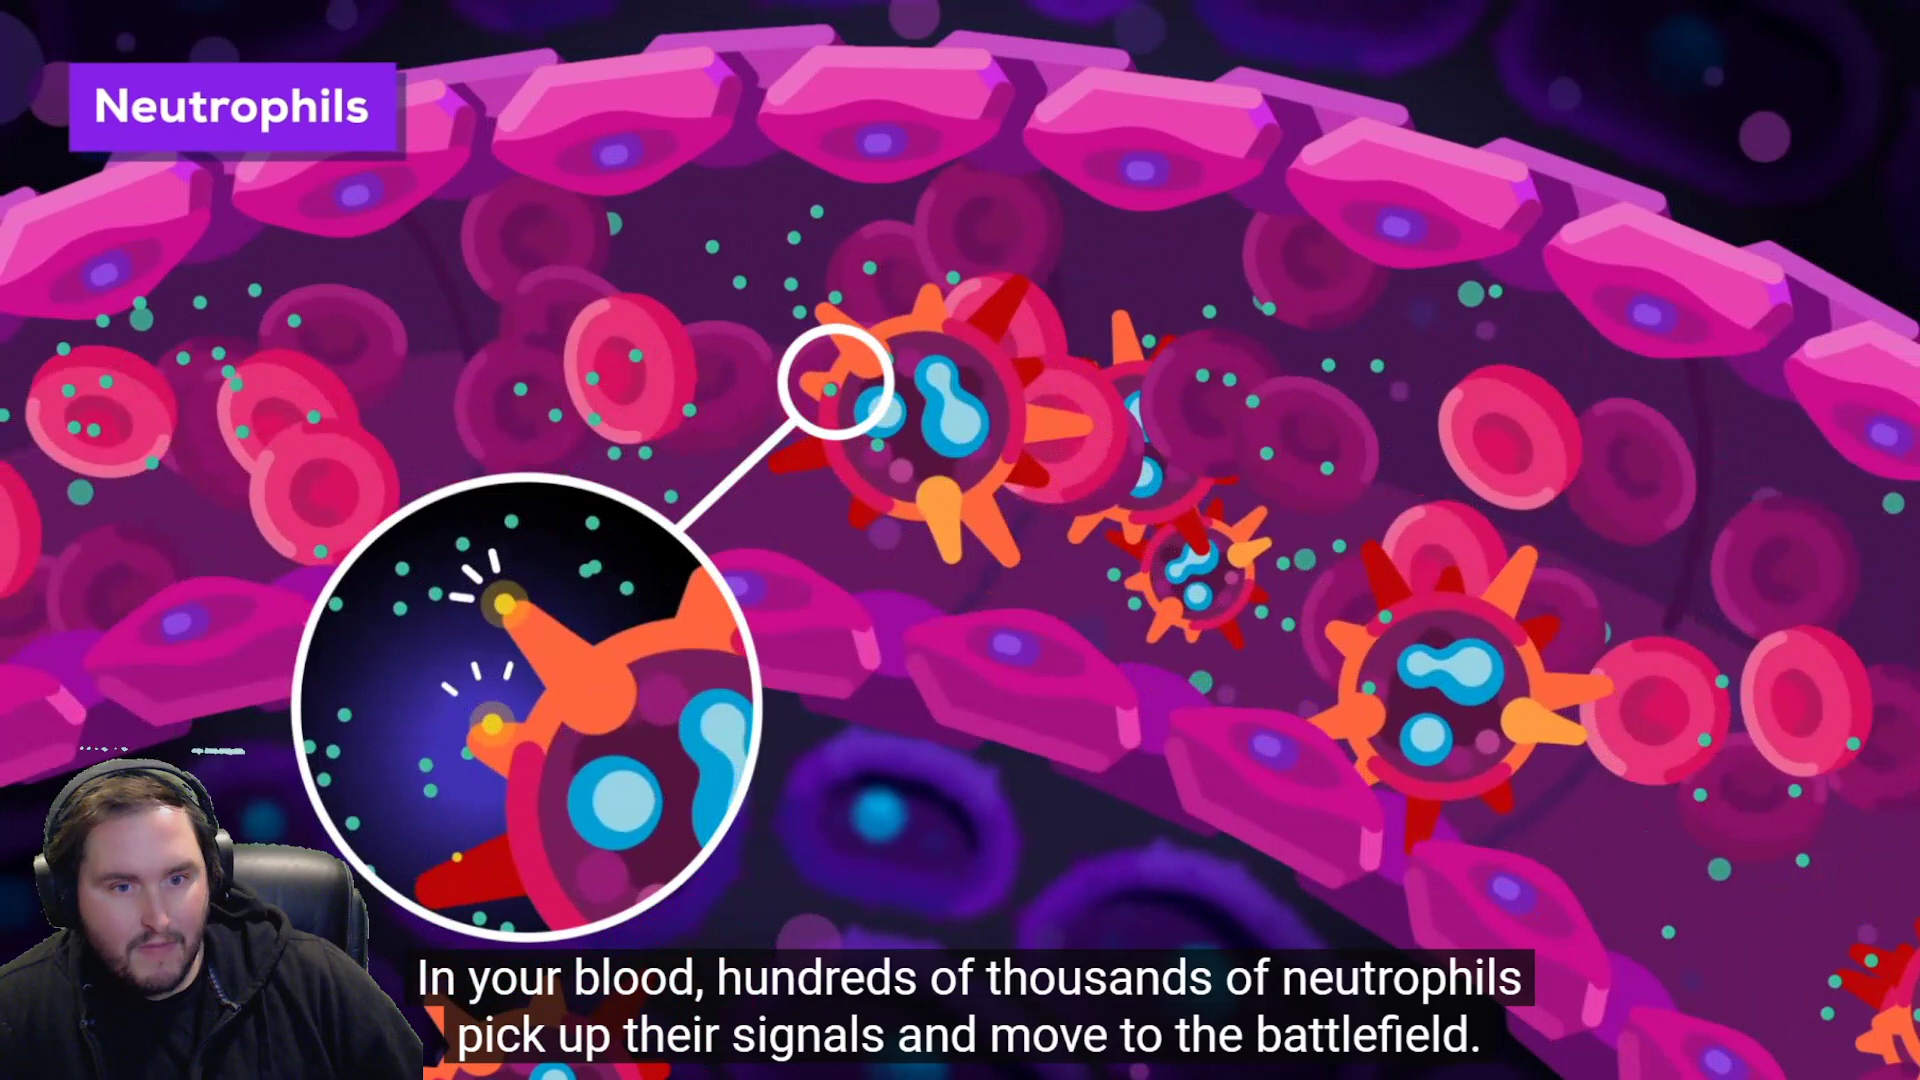 Neutrophils
In your blood, hundreds of thousands of neutrophils
pick up their signals and move to the battlefield.